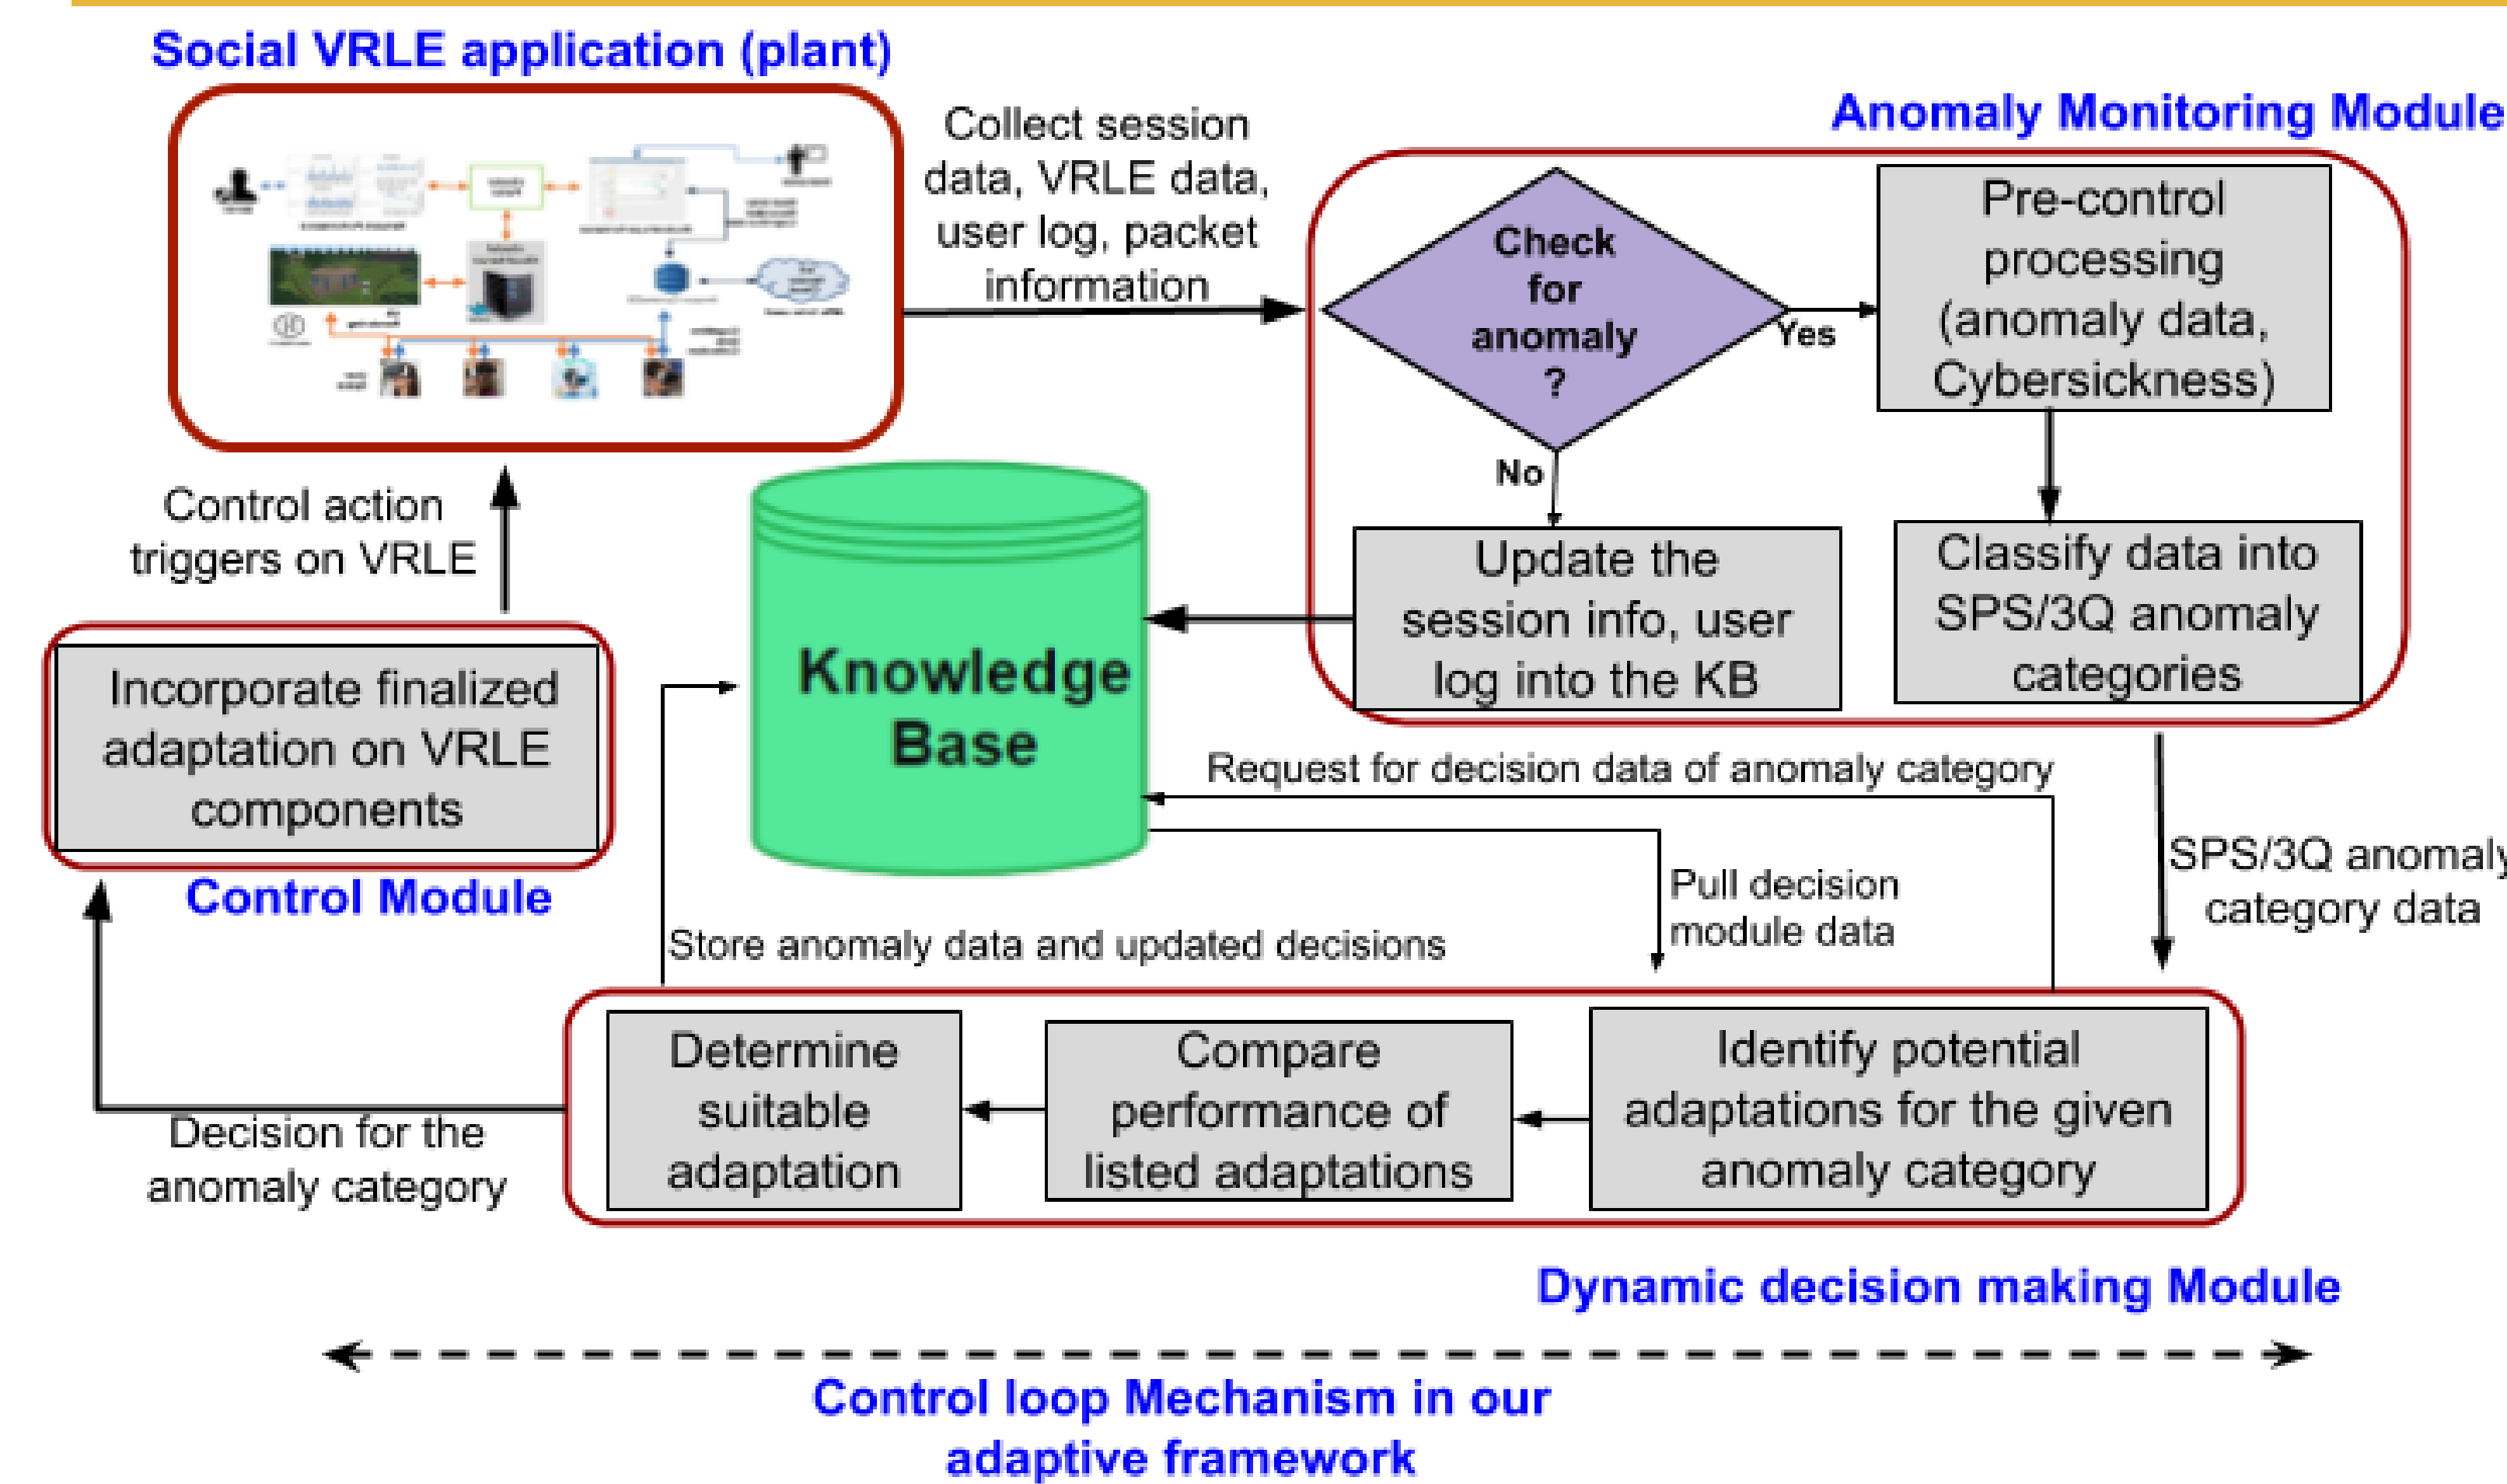 Social VRLE application (plant)
Collect session
data, VRLE data,
user log, packet
information
Anomaly Monitoring Module
Check
for
anomaly
?
Yes
No
Pre-control
processing
(anomaly data,
Cybersickness)
Classify data into
SPS/3Q anomaly
categories
Update the
session info, user
log into the KB
Knowledge
Base
Control action
triggers on VRLE
Incorporate finalized
adaptation on VRLE
components
Control Module
Request for decision data of anomaly category
Pull decision
module data
SPS/3Q anomaly
category data
Store anomaly data and updated decisions
Determine
suitable
adaptation
Compare
performance of
listed adaptations
Identify potential
adaptations for the given
anomaly category
Decision for the
anomaly category
Dynamic decision making Module
Control loop Mechanism in our
adaptive framework